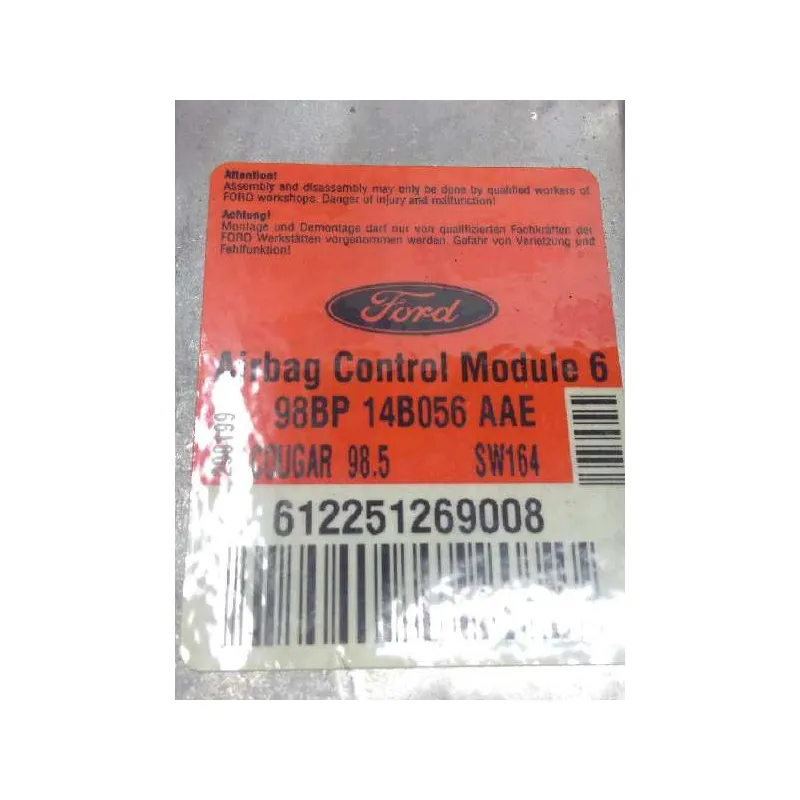 Attention!
Assembly and disassembly may only be done by qualified workers of
FORD workshops. Danger of injury and malfunction!
Achtung!
Montage und Demontage darf nur von qualifizierten Fachkräften der
FORD Werkstätten vorgenommen werden. Gefahr von Verletzung und
Fehlfunktion!
Ford
Airbag Control Module 6
98BP 14B056 AAE
COUGAR 98.5 SW164
200199
612251269008